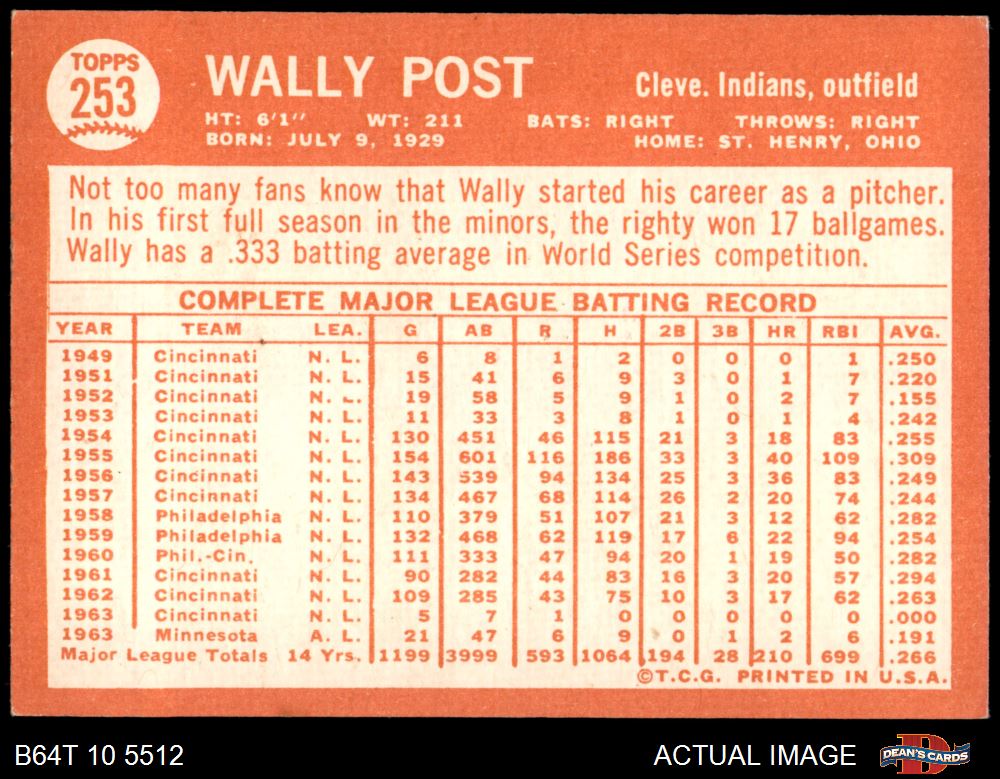 TOPPS
253
WALLY POST
Cleve. Indians, outfield
HT: 6'1" WT: 211 BATS: RIGHT THROWS: RIGHT
BORN: JULY 9, 1929 HOME: ST. HENRY, OHIO
Not too many fans know that Wally started his career as a pitcher.
In his first full season in the minors, the righty won 17 ballgames.
Wally has a .333 batting average in World Series competition.
COMPLETE MAJOR LEAGUE BATTING RECORD
YEAR TEAM LEA. G AB R H 2B 3B HR RBI AVG.
1949 Cincinnati N. L. 6 8 1 2 0 0 0 1 .250
1951 Cincinnati N. L. 15 41 6 9 3 0 1 7 .220
1952 Cincinnati N. L. 19 58 5 9 1 0 2 7 .155
1953 Cincinnati N. L. 11 33 3 8 1 0 1 4 .242
1954 Cincinnati N. L. 130 451 46 115 21 3 18 83 .255
1955 Cincinnati N. L. 154 601 116 186 33 3 40 109 .309
1956 Cincinnati N. L. 143 539 94 134 25 3 36 83 .249
1957 Cincinnati N. L. 134 467 68 114 26 2 20 74 .244
1958 Philadelphia N. L. 110 379 51 107 21 3 12 62 .282
1959 Philadelphia N. L. 132 468 62 119 17 6 22 94 .254
1960 Phil.-Cin. N. L. 111 333 47 94 20 1 19 50 .282
1961 Cincinnati N. L. 90 282 44 83 16 3 20 57 .294
1962 Cincinnati N. L. 109 285 43 75 10 3 17 62 .263
1963 Cincinnati N. L. 5 7 1 0 0 0 0 0 .000
1963 Minnesota A. L. 21 47 6 9 0 1 2 6 .191
Major League Totals 14 Yrs. 1199 3999 593 1064 194 28 210 699 .266
©T.C.G. PRINTED IN U.S.A.
B64T 10 5512
ACTUAL IMAGE
D
DEAN'S CARDS